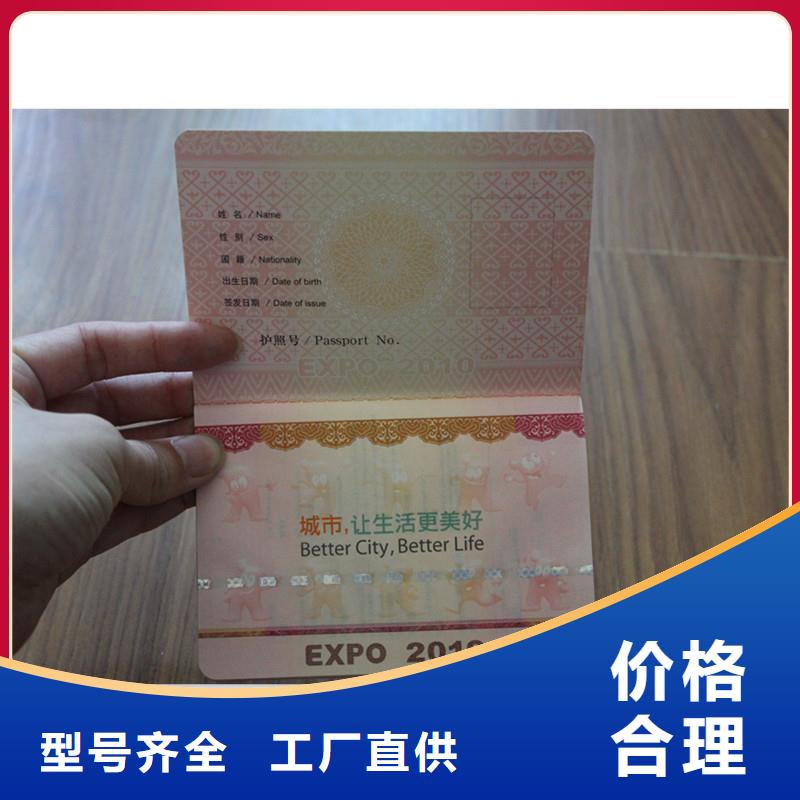 姓 名 / Name
性 别 / Sex
国 籍 / Nationality
出生日期 / Date of birth
签发日期 / Date of issue
护照号 / Passport No.
EXPO 2010
城市,让生活更美好
Better City, Better Life
EXPO 2010
价格
合理
型号齐全 工厂直供